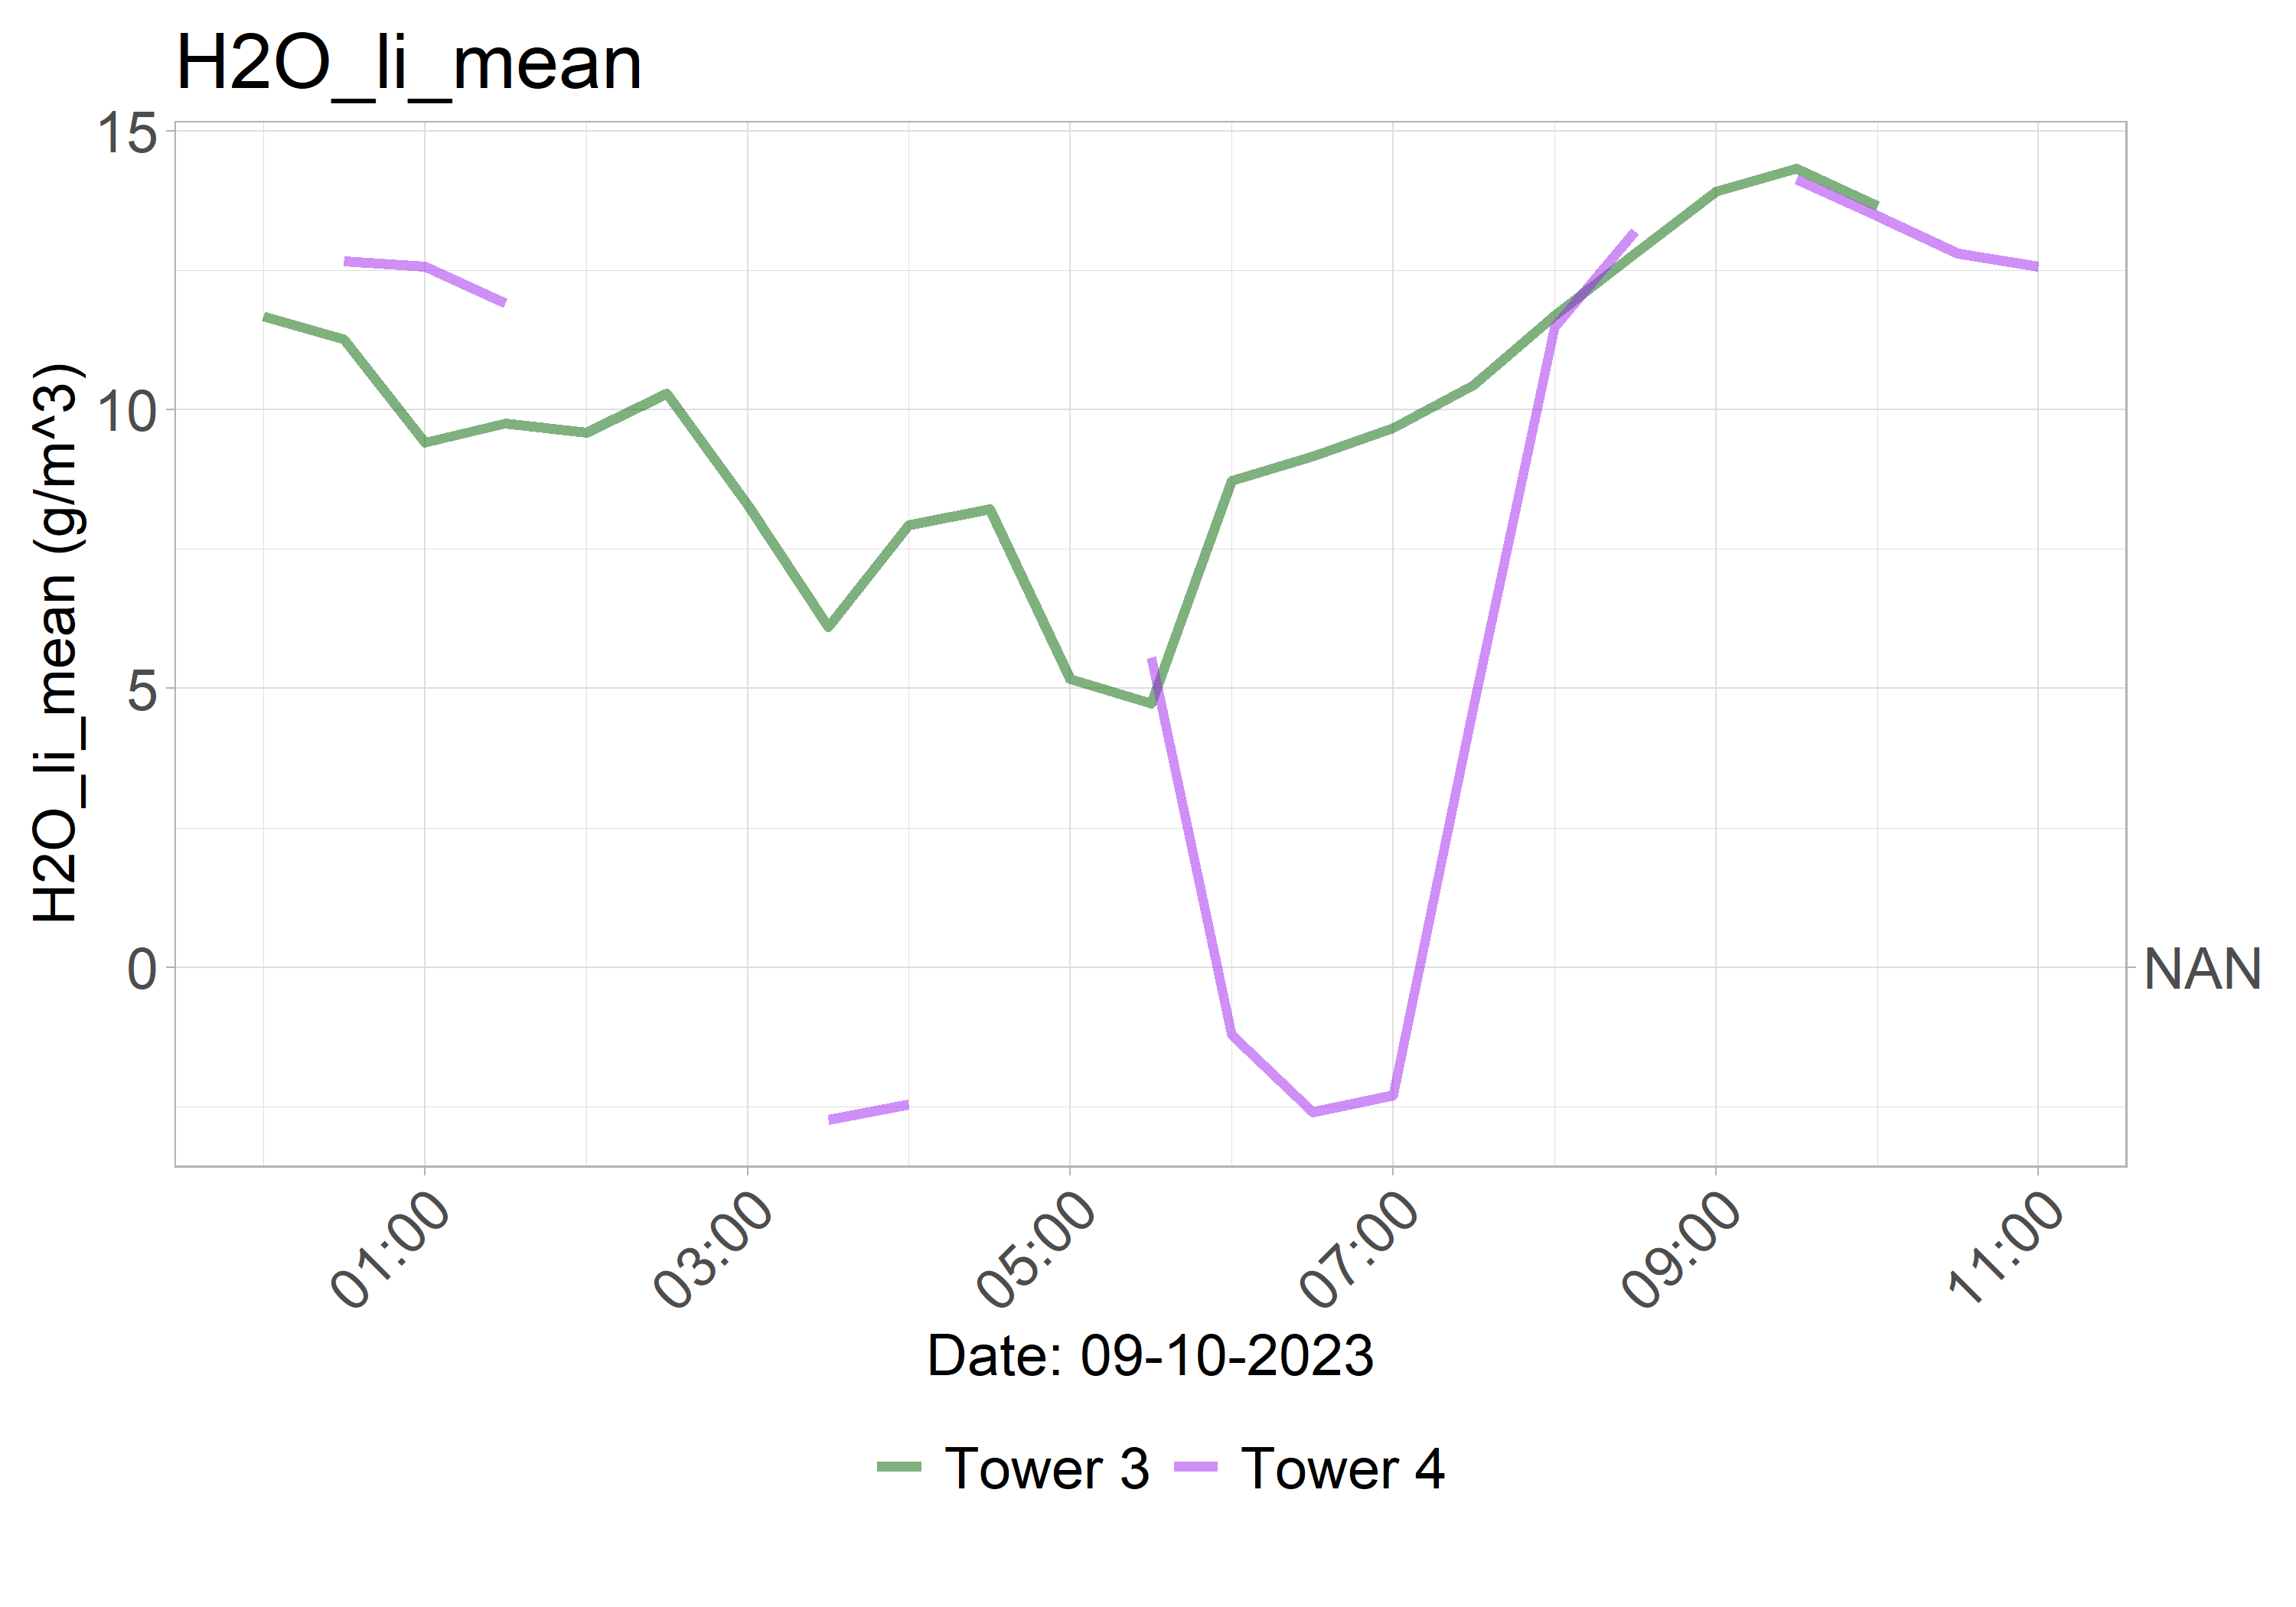 H2O_li_mean
H2O_li_mean (g/m^3)
15
10
5
0
NAN
01:00
03:00
05:00
07:00
09:00
11:00
Date: 09-10-2023
Tower 3
Tower 4